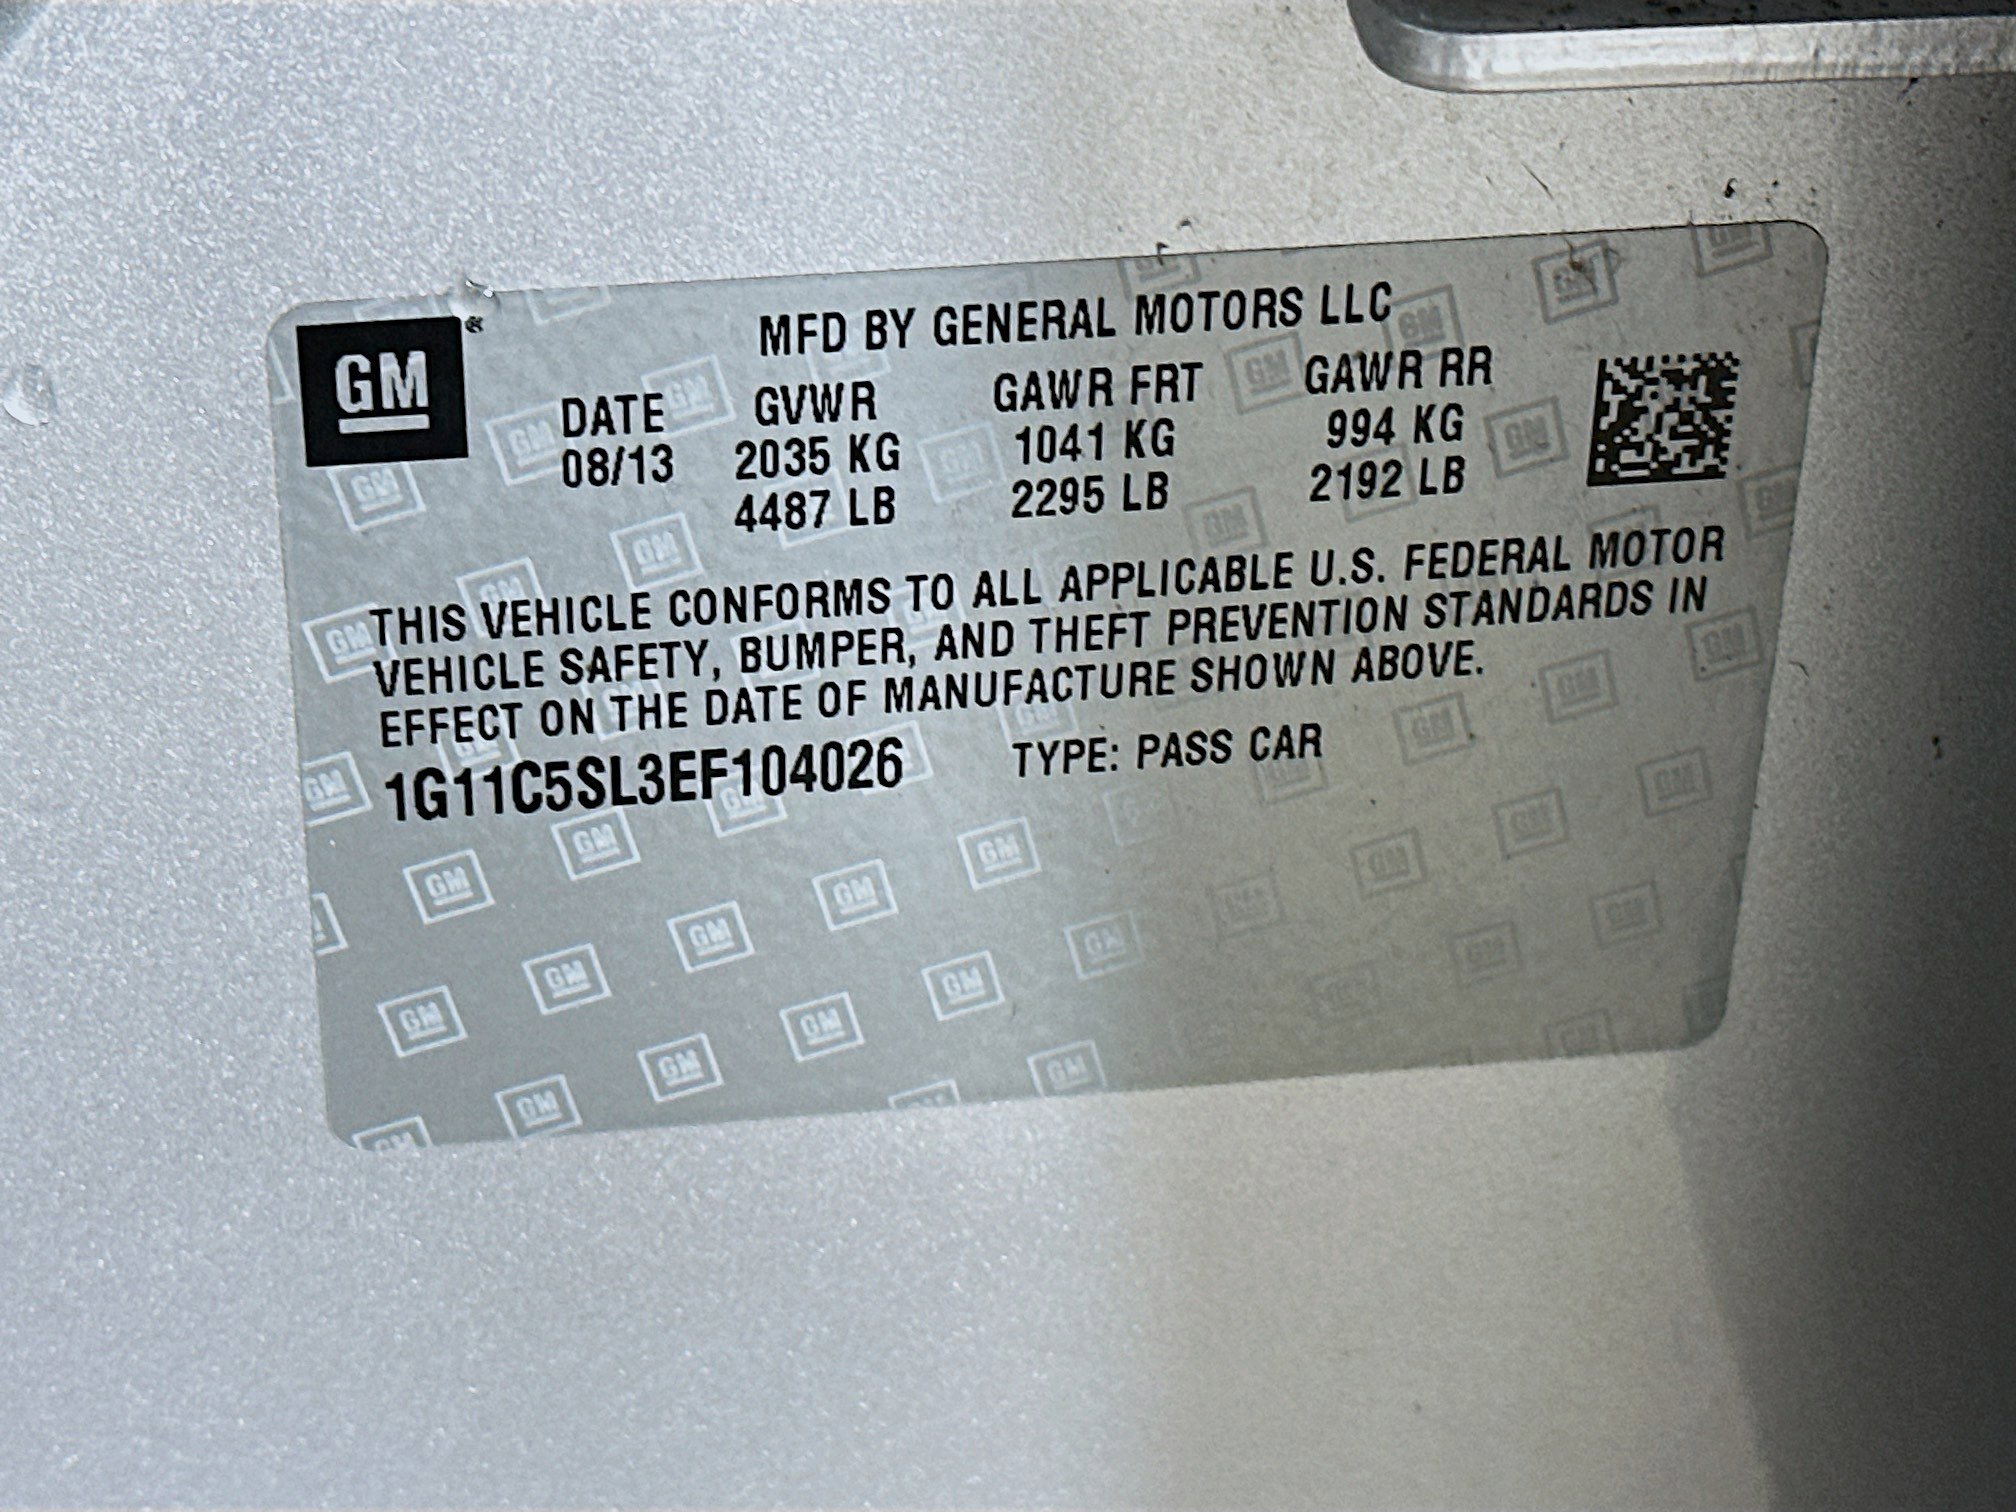 GM
MFD BY GENERAL MOTORS LLC
DATE GVWR GAWR FRT GAWR RR
08/13 2035 KG 1041 KG 994 KG
4487 LB 2295 LB 2192 LB
THIS VEHICLE CONFORMS TO ALL APPLICABLE U.S. FEDERAL MOTOR
VEHICLE SAFETY, BUMPER, AND THEFT PREVENTION STANDARDS IN
EFFECT ON THE DATE OF MANUFACTURE SHOWN ABOVE.
1G11C5SL3EF104026 TYPE: PASS CAR